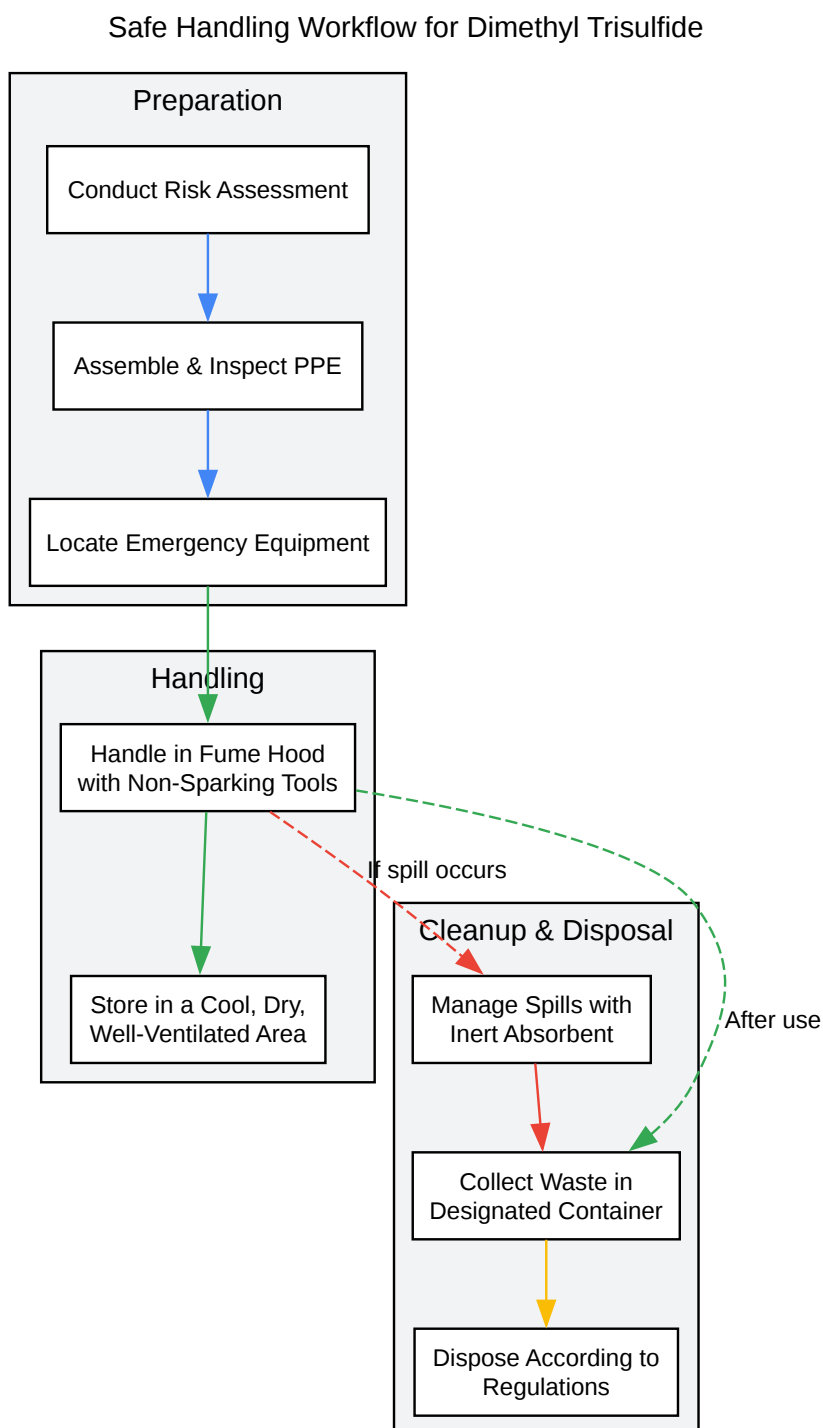 Safe Handling Workflow for Dimethyl Trisulfide
Preparation
Conduct Risk Assessment
Assemble & Inspect PPE
Locate Emergency Equipment
Handling
Handle in Fume Hood
with Non-Sparking Tools
If spill occurs
Cleanup & Disposal
Store in a Cool, Dry,
Well-Ventilated Area
Manage Spills with
Inert Absorbent
After use
Collect Waste in
Designated Container
Dispose According to
Regulations